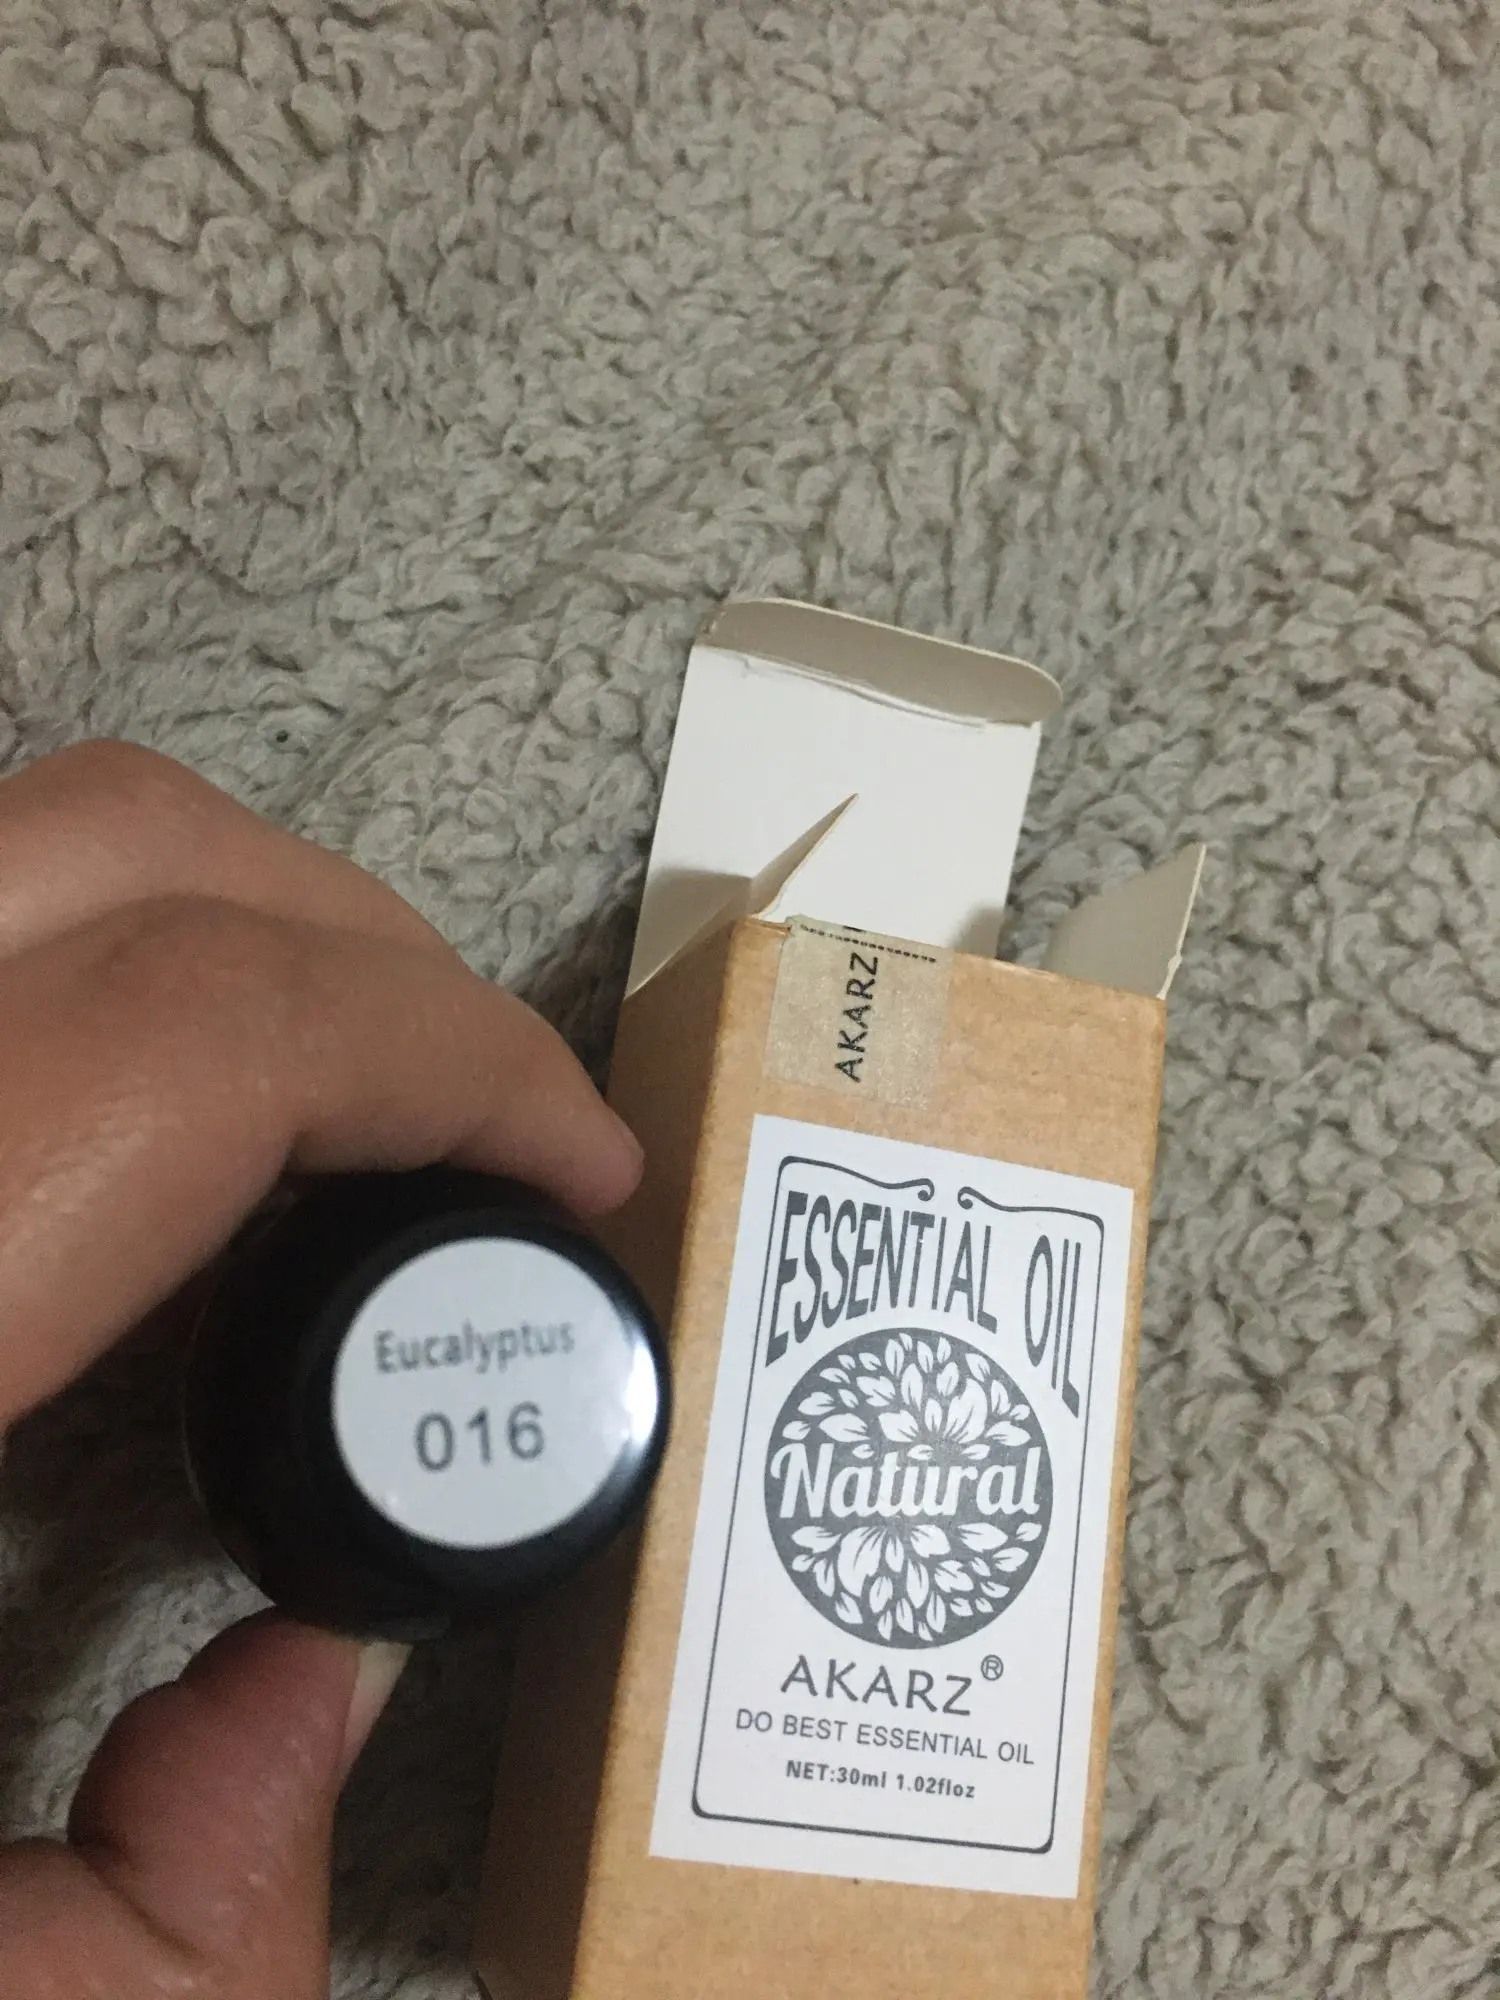 AKARZ
ESSENTIAL OIL
Natural
AKARZ®
DO BEST ESSENTIAL OIL
NET:30ml 1.02floz
Eucalyptus
016